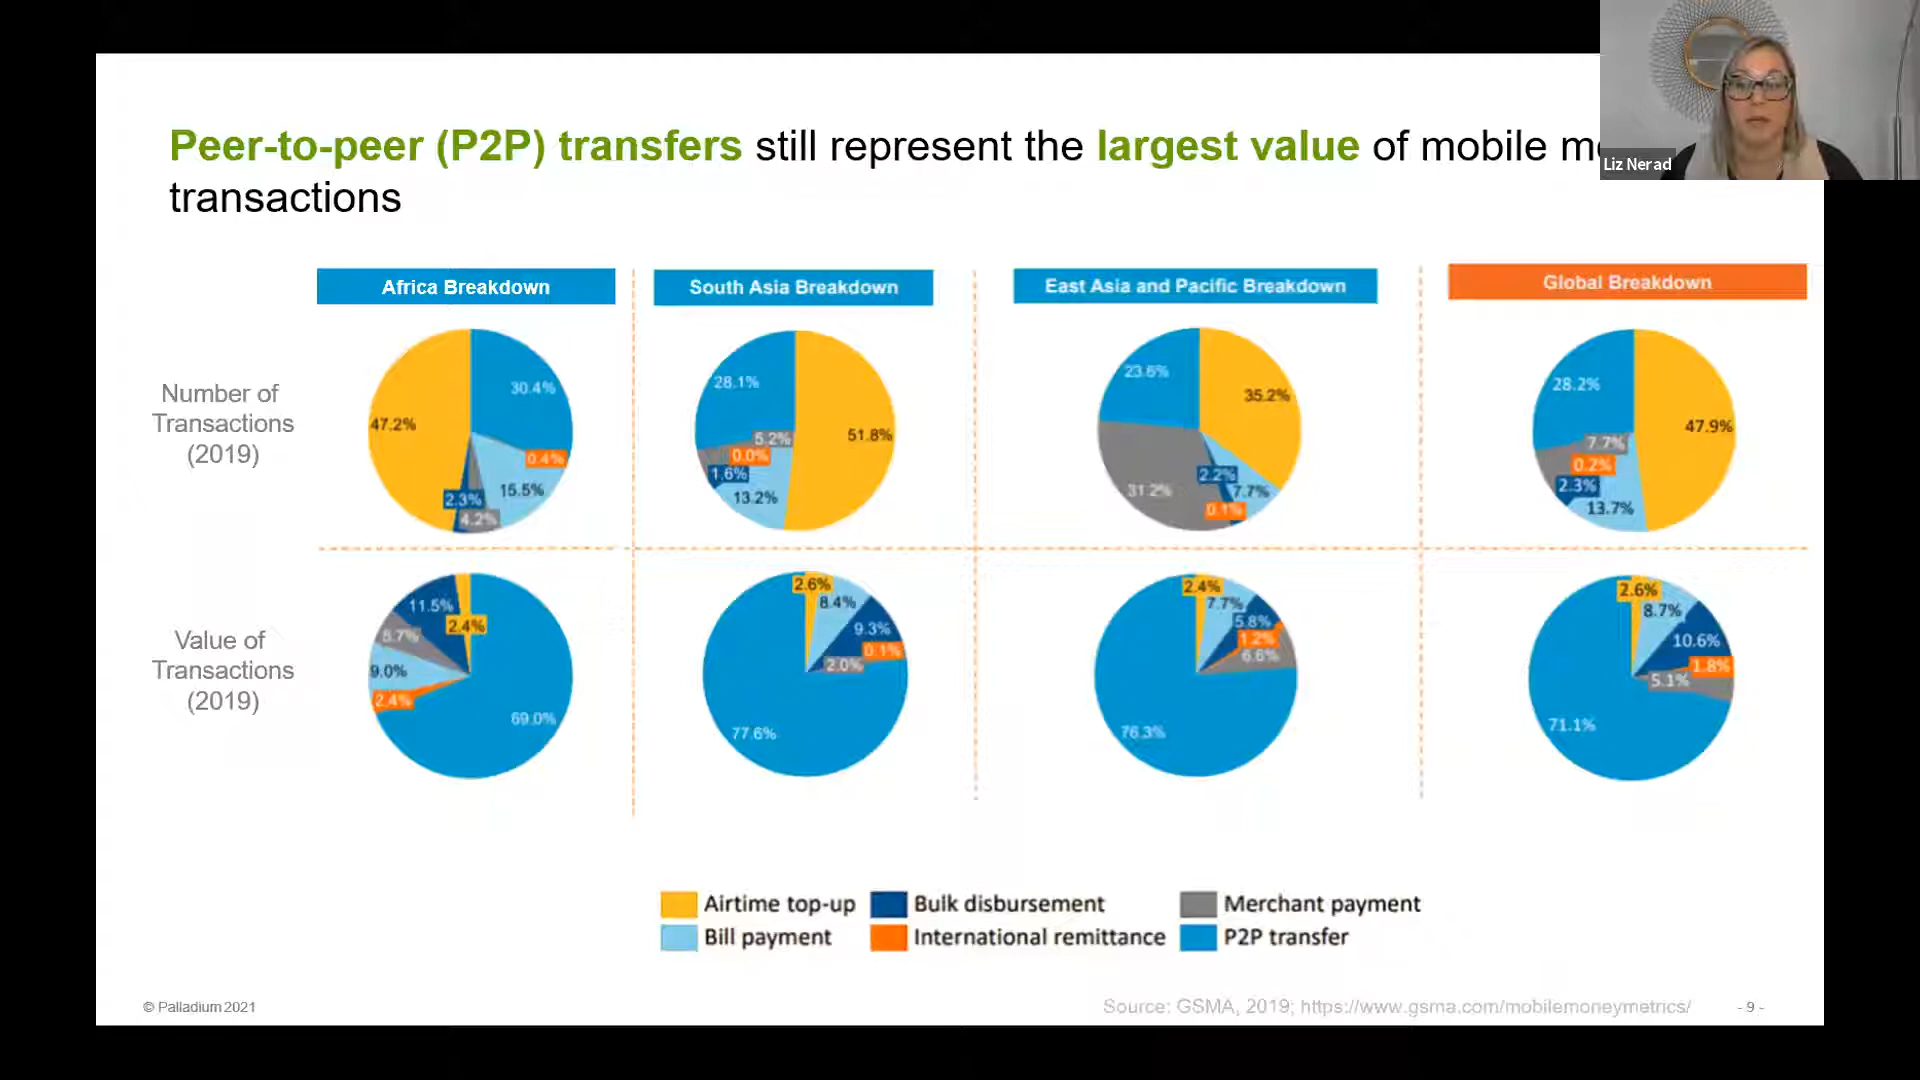 Peer-to-peer (P2P) transfers still represent the largest value of mobile
transactions
Liz Nerad
Africa Breakdown
South Asia Breakdown
East Asia and Pacific Breakdown
Global Breakdown
Number of
Transactions
(2019)
47.2%
30.4%
0.4%
15.5%
4.2%
2.3%
28.1%
51.8%
5.2%
0.0%
1.6%
13.2%
23.6%
35.2%
31.2%
2.2%
7.7%
0.1%
28.2%
47.9%
7.7%
0.2%
2.3%
13.7%
Value of
Transactions
(2019)
11.5%
2.4%
9.0%
2.4%
69.0%
2.6%
8.4%
9.3%
0.1%
2.0%
77.6%
2.4%
7.7%
5.8%
1.2%
6.6%
76.3%
2.6%
8.7%
10.6%
1.8%
5.1%
71.1%
Airtime top-up
Bulk disbursement
Merchant payment
Bill payment
International remittance
P2P transfer
© Palladium 2021
Source: GSMA, 2019; https://www.gsma.com/mobilemoneymetrics/
- 9 -